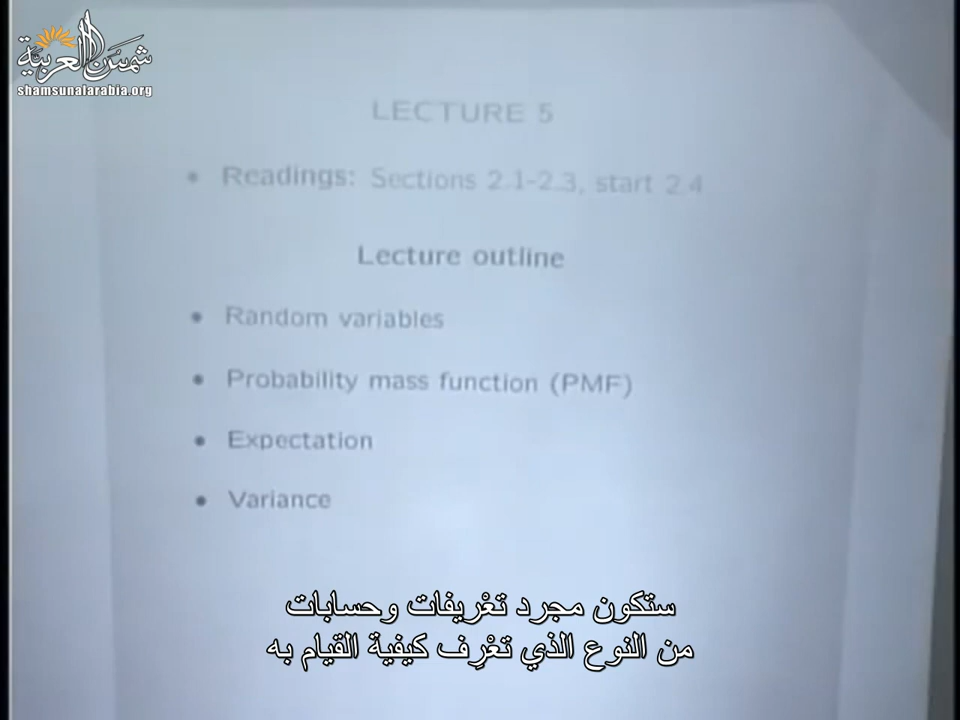 شمس العربية
shamsunalarabia.org
LECTURE 5
• Readings: Sections 2.1-2.3, start 2.4
Lecture outline
• Random variables
• Probability mass function (PMF)
• Expectation
• Variance
ستكون مجرد تعْريفات وحسابات
من النوع الذي تعْرِف كيفية القيام به